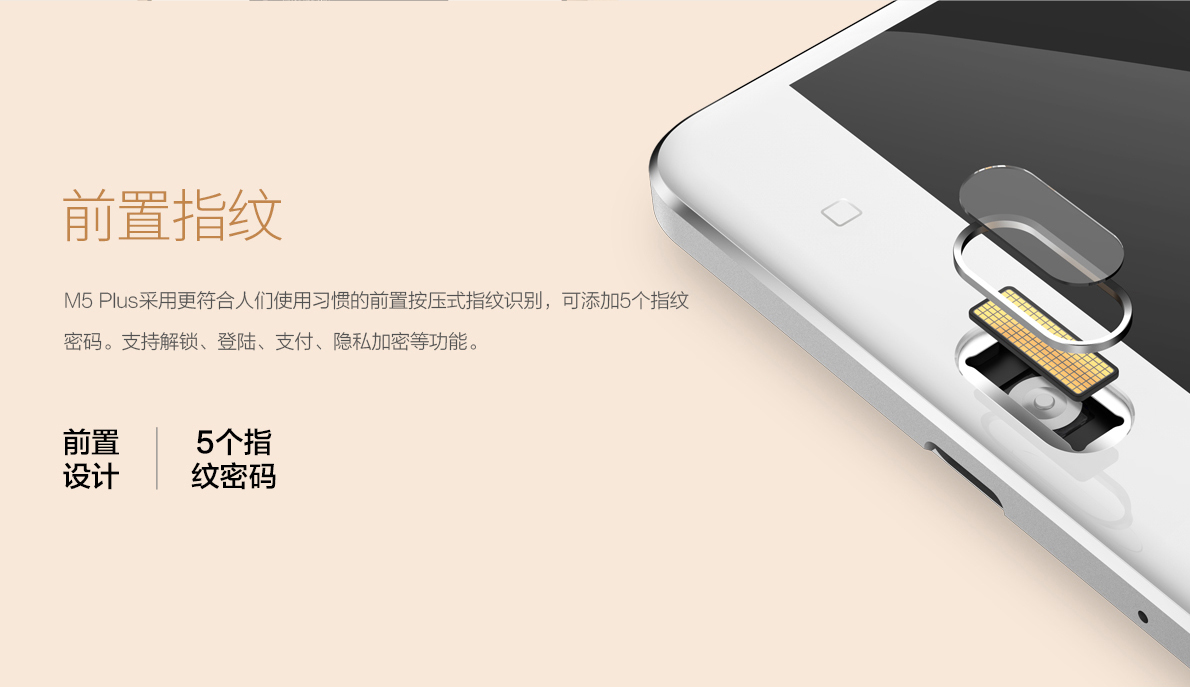 前置指纹
M5 Plus采用更符合人们使用习惯的前置按压式指纹识别，可添加5个指纹
密码。支持解锁、登陆、支付、隐私加密等功能。
前置
设计
5个指
纹密码